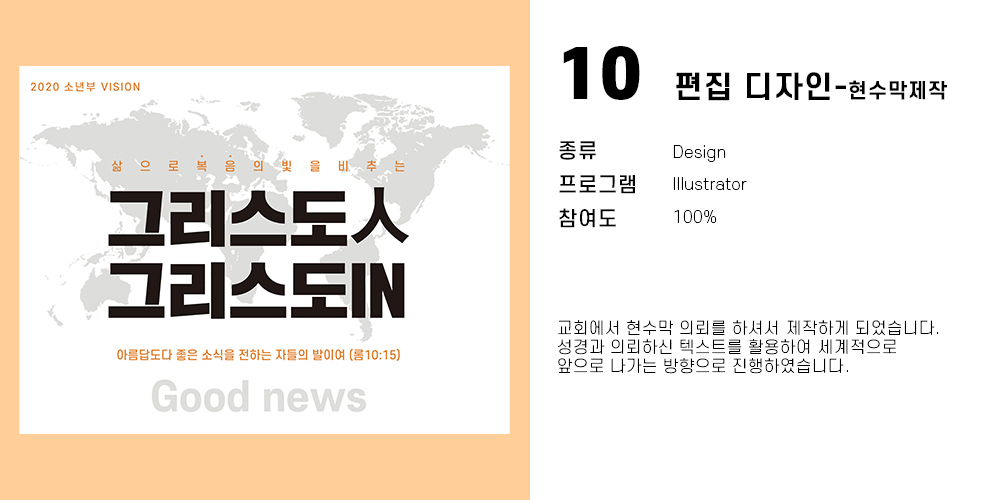 2020 소년부 VISION
삶으로복음의빛을비추는
그리스도人
그리스도IN
아름답도다 좋은 소식을 전하는 자들의 발이여 (롬10:15)
Good news
10 편집 디자인-현수막제작
종류 Design
프로그램 Illustrator
참여도 100%
교회에서 현수막 의뢰를 하셔서 제작하게 되었습니다.
성경과 의뢰하신 텍스트를 활용하여 세계적으로
앞으로 나가는 방향으로 진행하였습니다.